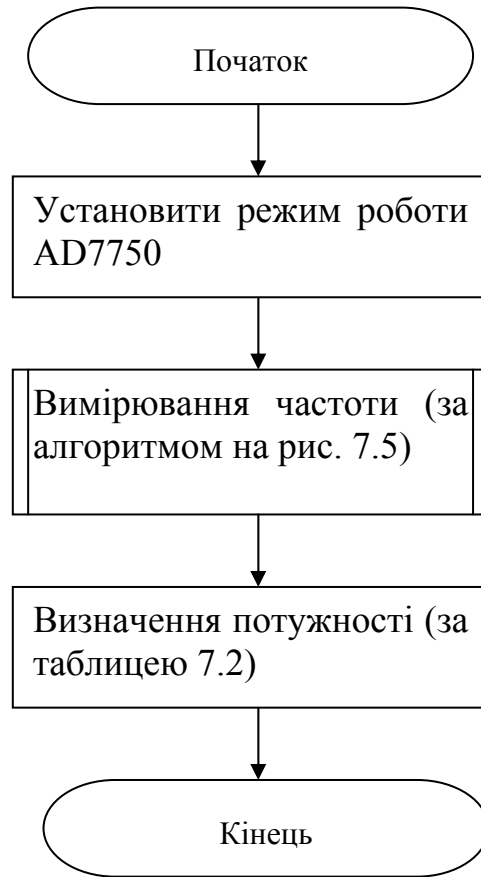 Початок
Установити режим роботи
AD7750
Вимірювання частоти (за
алгоритмом на рис. 7.5)
Визначення потужності (за
таблицею 7.2)
Кінець